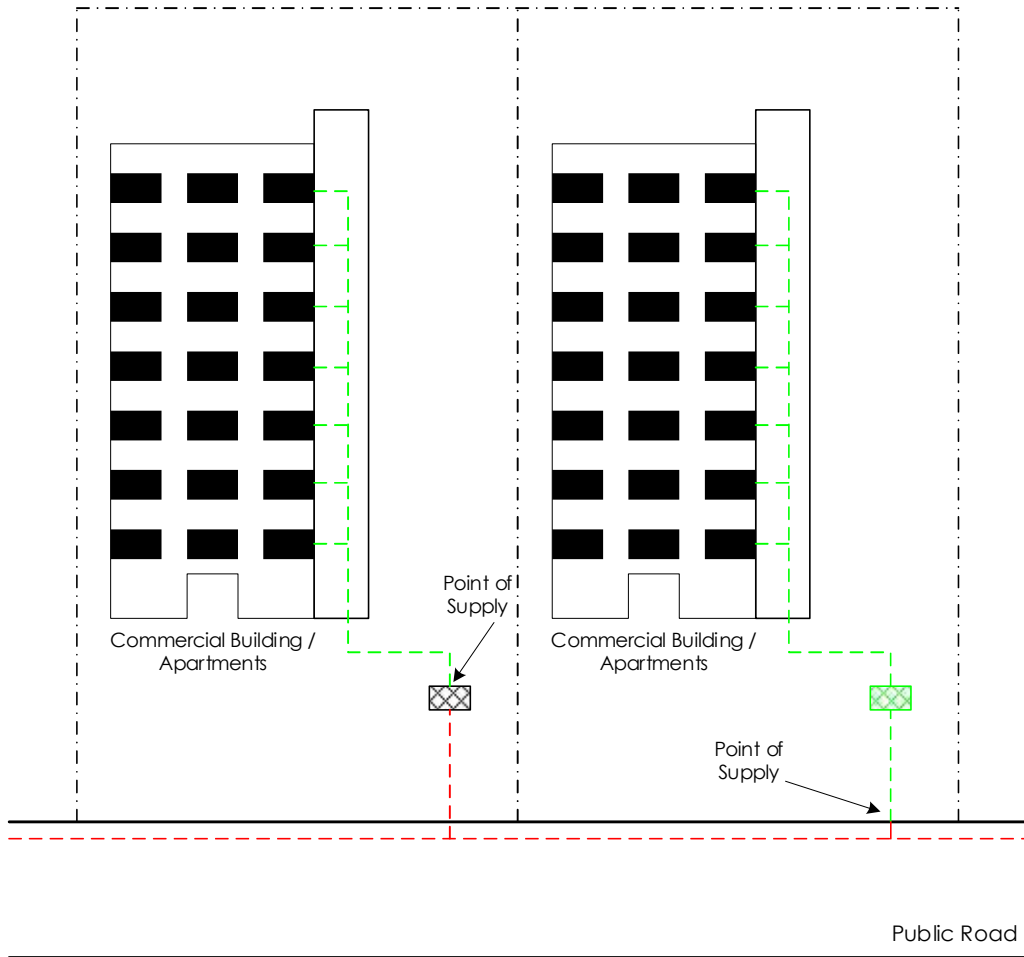 Point of
Supply
Commercial Building /
Apartments
Commercial Building /
Apartments
Point of
Supply
Public Road